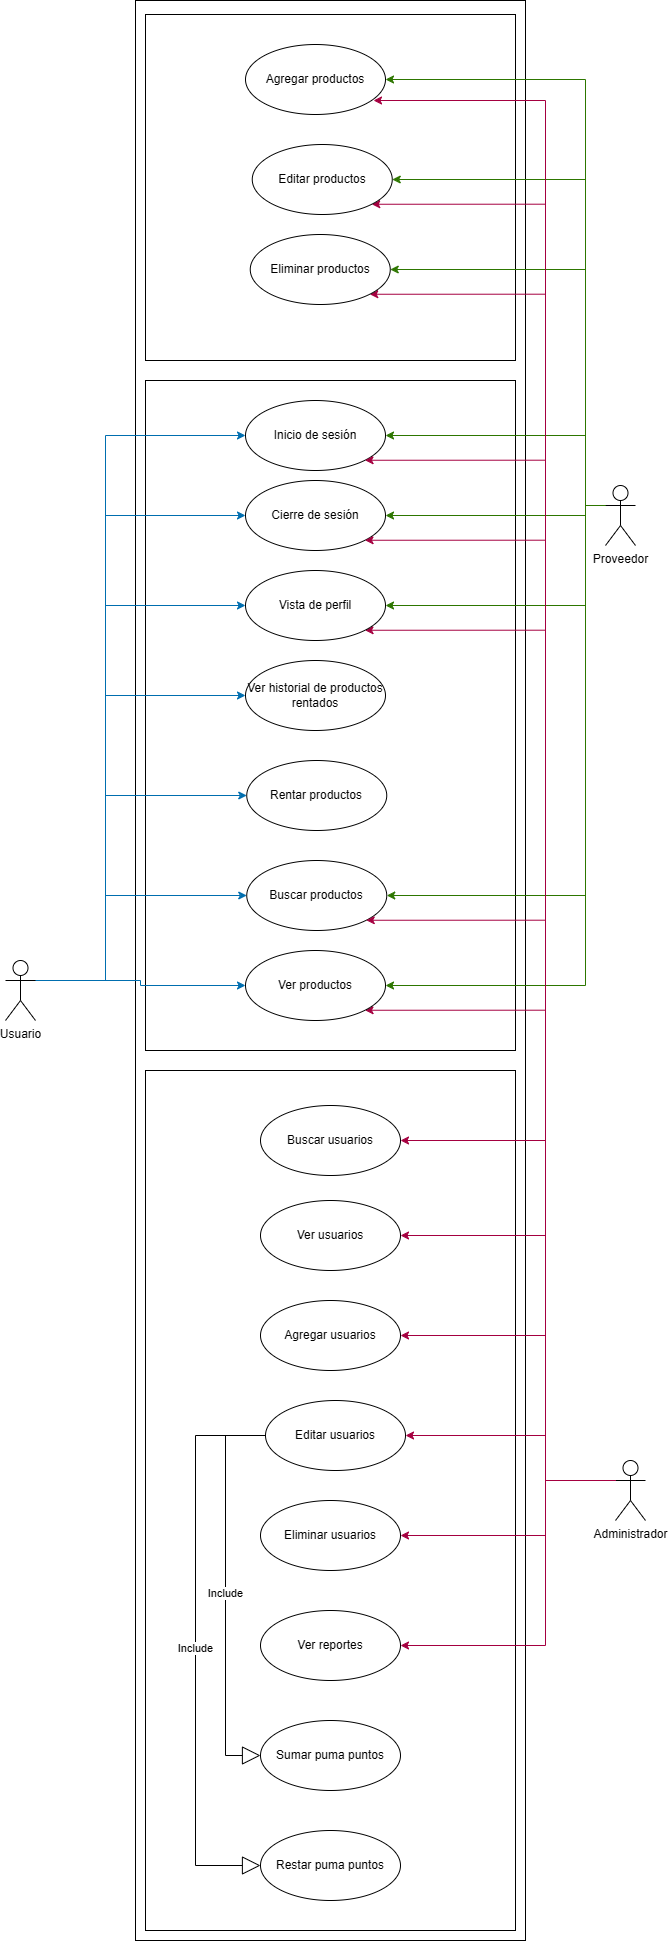 Agregar productos
Editar productos
Eliminar productos
Inicio de sesión
Cierre de sesión
Proveedor
Vista de perfil
Ver historial de productos
rentados
Rentar productos
Buscar productos
Ver productos
Usuario
Buscar usuarios
Ver usuarios
Agregar usuarios
Editar usuarios
Eliminar usuarios
Administrador
Include
Include
Ver reportes
Sumar puma puntos
Restar puma puntos